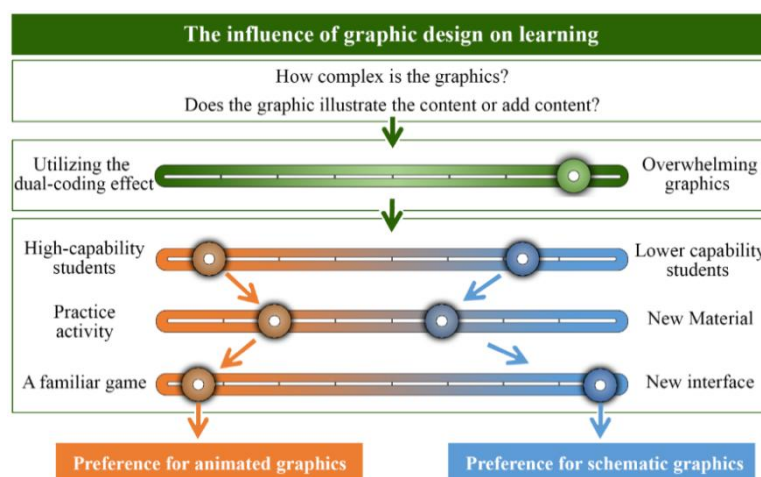 The influence of graphic design on learning
How complex is the graphics?
Does the graphic illustrate the content or add content?
Utilizing the
dual-coding effect
Overwhelming
graphics
High-capability
students
Lower capability
students
Practice
activity
New Material
A familiar game
New interface
Preference for animated graphics
Preference for schematic graphics